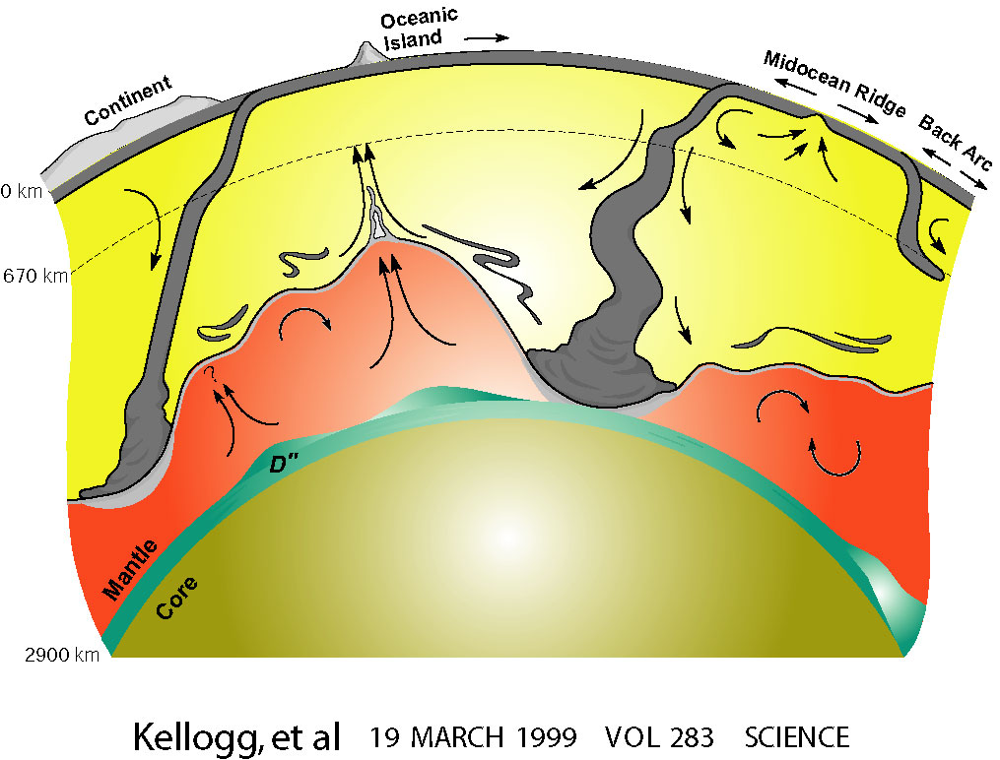 Oceanic
Island
Continent
Midocean Ridge
Back Arc
0 km
670 km
?
D"
Mantle
Core
2900 km
Kellogg, et al 19 MARCH 1999 VOL 283 SCIENCE